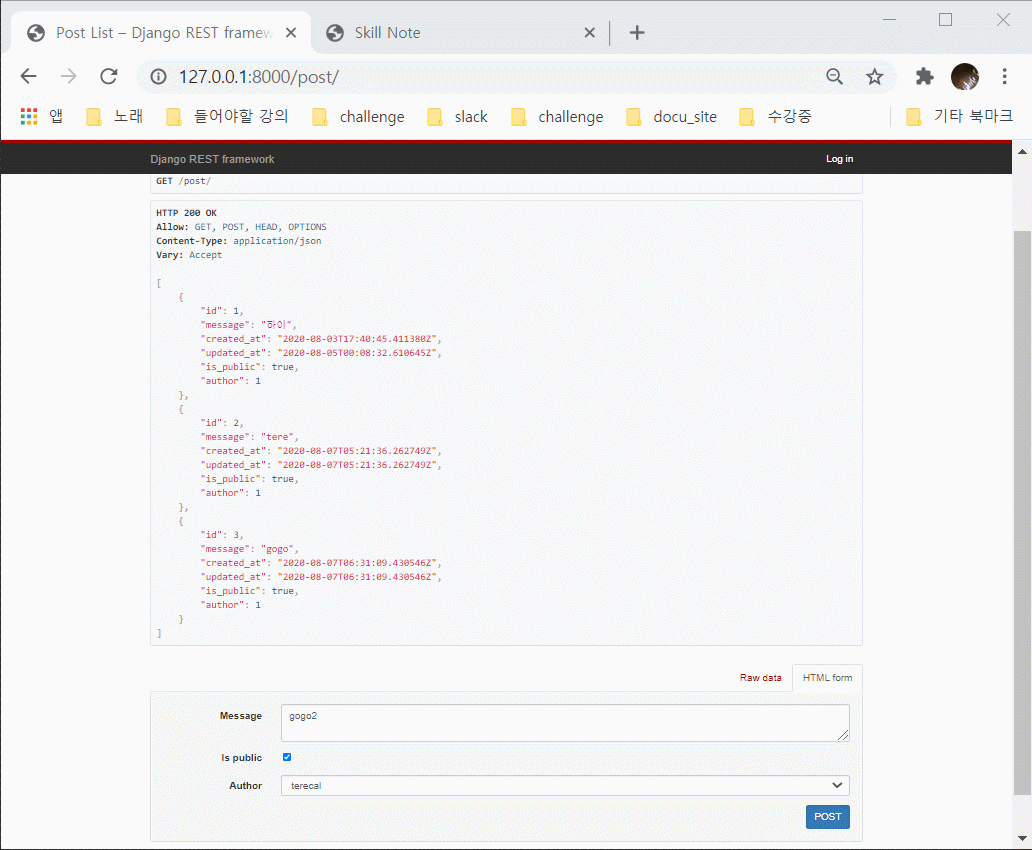 Post List – Django REST framew
Skill Note
127.0.0.1:8000/post/
앱 노래 들어야할 강의 challenge slack challenge docu_site 수강중 기타 북마크
Django REST framework Log in
GET /post/
HTTP 200 OK
Allow: GET, POST, HEAD, OPTIONS
Content-Type: application/json
Vary: Accept
[
{
"id": 1,
"message": "하이",
"created_at": "2020-08-03T17:40:45.411380Z",
"updated_at": "2020-08-05T00:08:32.610645Z",
"is_public": true,
"author": 1
},
{
"id": 2,
"message": "tere",
"created_at": "2020-08-07T05:21:36.262749Z",
"updated_at": "2020-08-07T05:21:36.262749Z",
"is_public": true,
"author": 1
},
{
"id": 3,
"message": "gogo",
"created_at": "2020-08-07T06:31:09.430546Z",
"updated_at": "2020-08-07T06:31:09.430546Z",
"is_public": true,
"author": 1
}
]
Raw data HTML form
Message gogo2
Is public
Author terecal
POST